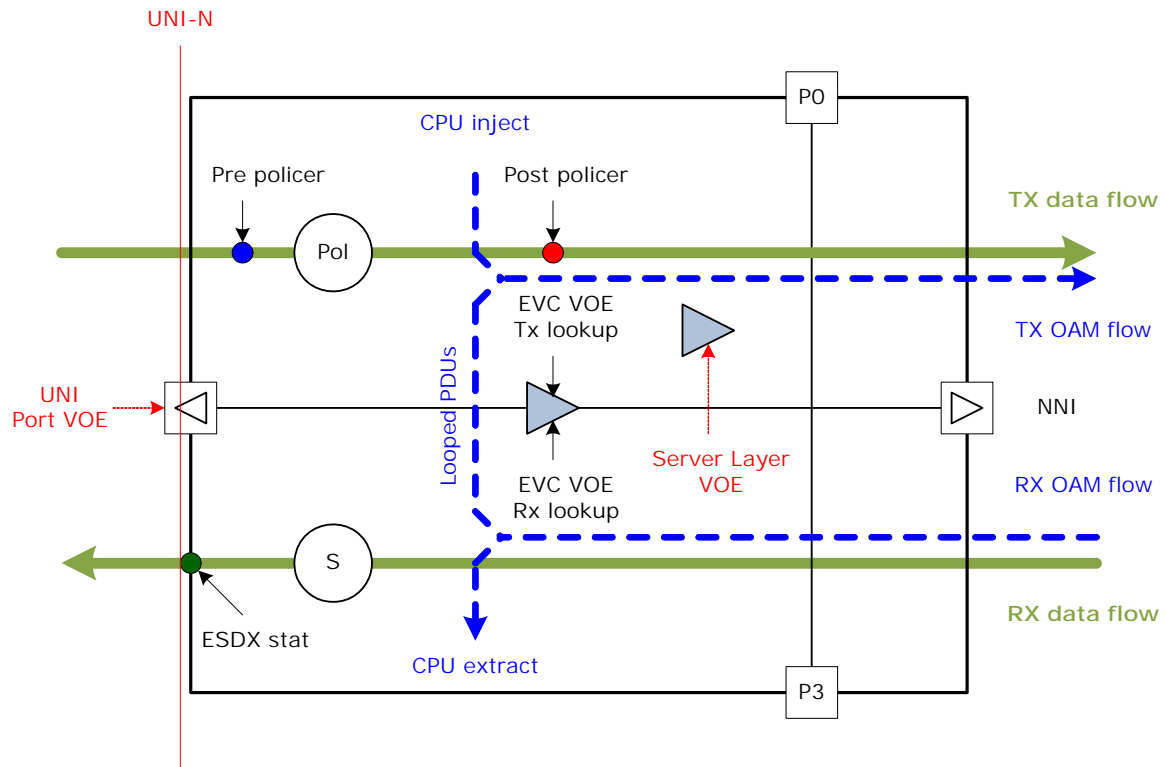 UNI-N
P0
CPU inject
Pre policer
Post policer
TX data flow
Pol
EVC VOE
Tx lookup
TX OAM flow
Looped PDUs
UNI
Port VOE
NNI
Server Layer
VOE
EVC VOE
Rx lookup
RX OAM flow
S
RX data flow
ESDX stat
CPU extract
P3